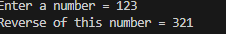 Enter a number = 123
Reverse of this number = 321